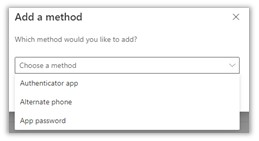 Add a method
Which method would you like to add?
Choose a method
Authenticator app
Alternate phone
App password